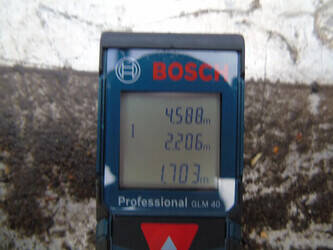 BOSCH
4.588m
2.206m
1.703m
Professional GLM 40